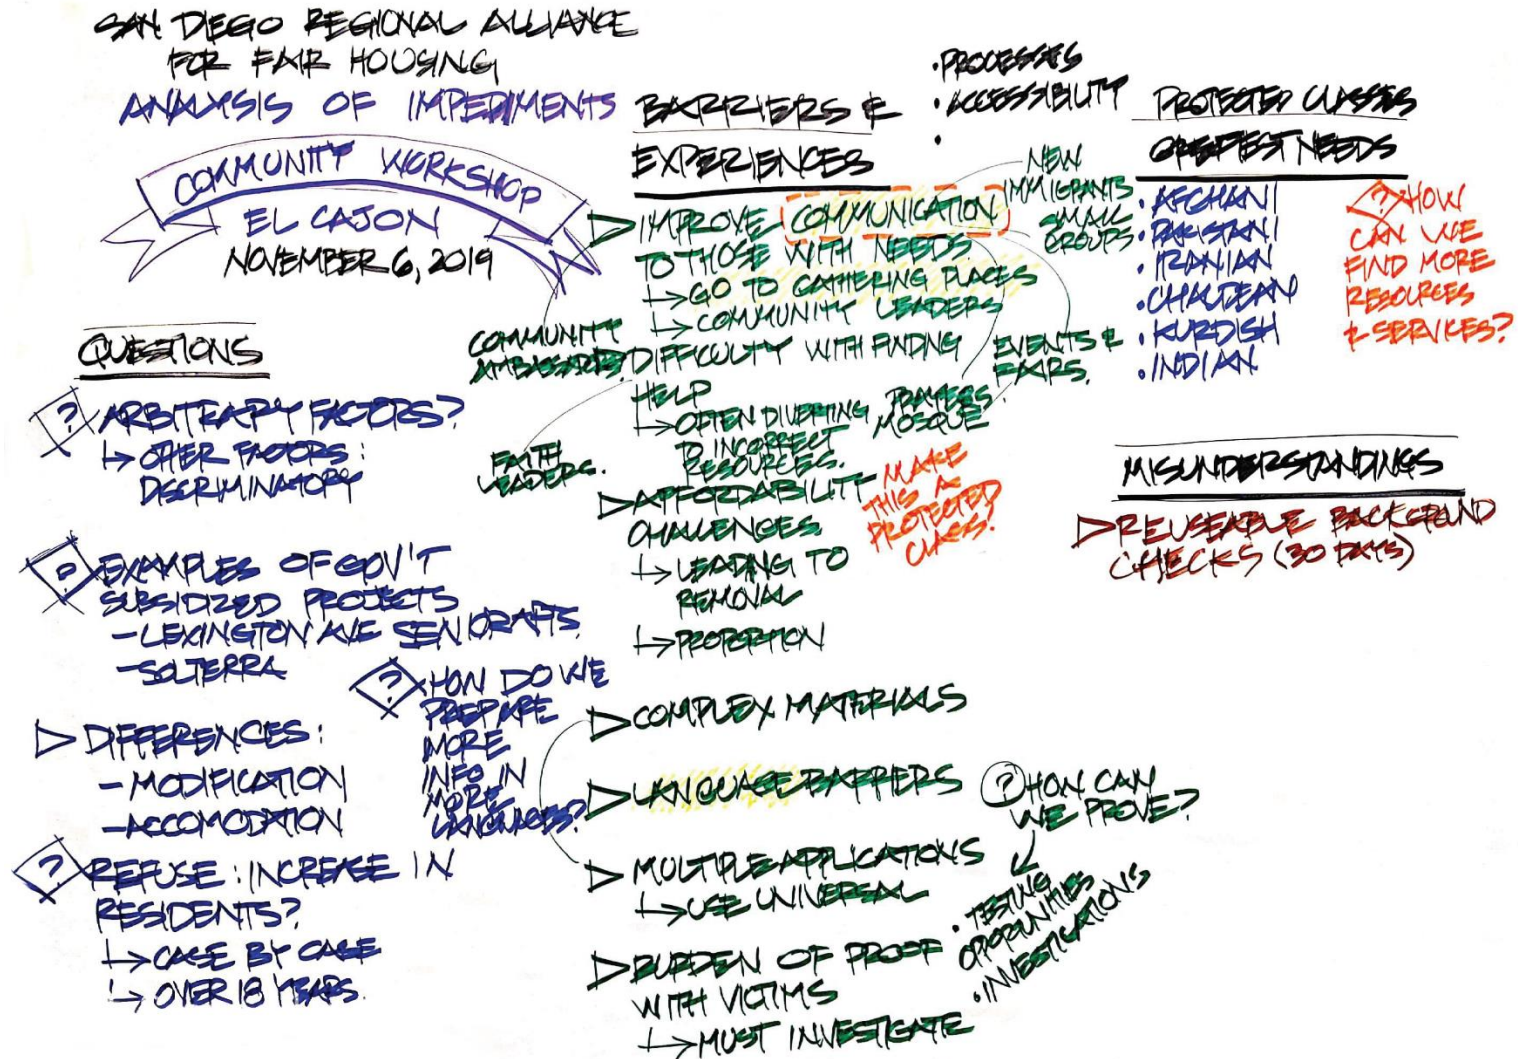 SAN DIEGO REGIONAL ALLIANCE
FOR FAIR HOUSING
ANALYSIS OF IMPEDIMENTS
COMMUNITY WORKSHOP
EL CAJON
NOVEMBER 6, 2019
QUESTIONS
? ARBITRARY FACTORS?
↳ OTHER FACTORS:
DISCRIMINATORY
? EXAMPLES OF GOV'T
SUBSIDIZED PROJECTS
- LEXINGTON AVE SENIOR APTS.
- SOLTERRA
▷ DIFFERENCES:
- MODIFICATION
- ACCOMODATION
? HOW DO WE
PREPARE
MORE
INFO IN
MORE
LANGUAGES?
? REFUSE: INCREASE IN
RESIDENTS?
↳ CASE BY CASE
↳ OVER 18 YEARS.
BARRIERS &
EXPERIENCES
• PROCESSES
• ACCESSIBILITY
•
▷ IMPROVE COMMUNICATION
TO THOSE WITH NEEDS.
↳ GO TO GATHERING PLACES
↳ COMMUNITY LEADERS
NEW
IMMIGRANTS
SMALL
GROUPS
COMMUNITY
AMBASSADORS.
FAITH
LEADERS.
EVENTS &
FAIRS.
PRAYERS
MOSQUE
DIFFICULTY WITH FINDING
HELP
↳ OFTEN DIVERTING
TO INCORRECT
RESOURCES.
▷ AFFORDABILITY
CHALLENGES
↳ LEADING TO
REMOVAL
↳ PROPORTION
MAKE
THIS A
PROTECTED
CLASS?
▷ COMPLEX MATERIALS
▷ LANGUAGE BARRIERS
▷ MULTIPLE APPLICATIONS
↳ USE UNIVERSAL
▷ BURDEN OF PROOF
WITH VICTIMS
↳ MUST INVESTIGATE
? HOW CAN
WE PROVE?
• TESTING
OPPORTUNITIES
• INVESTIGATIONS
PROTECTED CLASSES
GREATEST NEEDS
• AFGHANI
• PAKISTANI
• IRANIAN
• CHALDEAN
• KURDISH
• INDIAN
? HOW
CAN WE
FIND MORE
RESOURCES
& SERVICES?
MISUNDERSTANDINGS
▷ REUSEABLE BACKGROUND
CHECKS (30 DAYS)